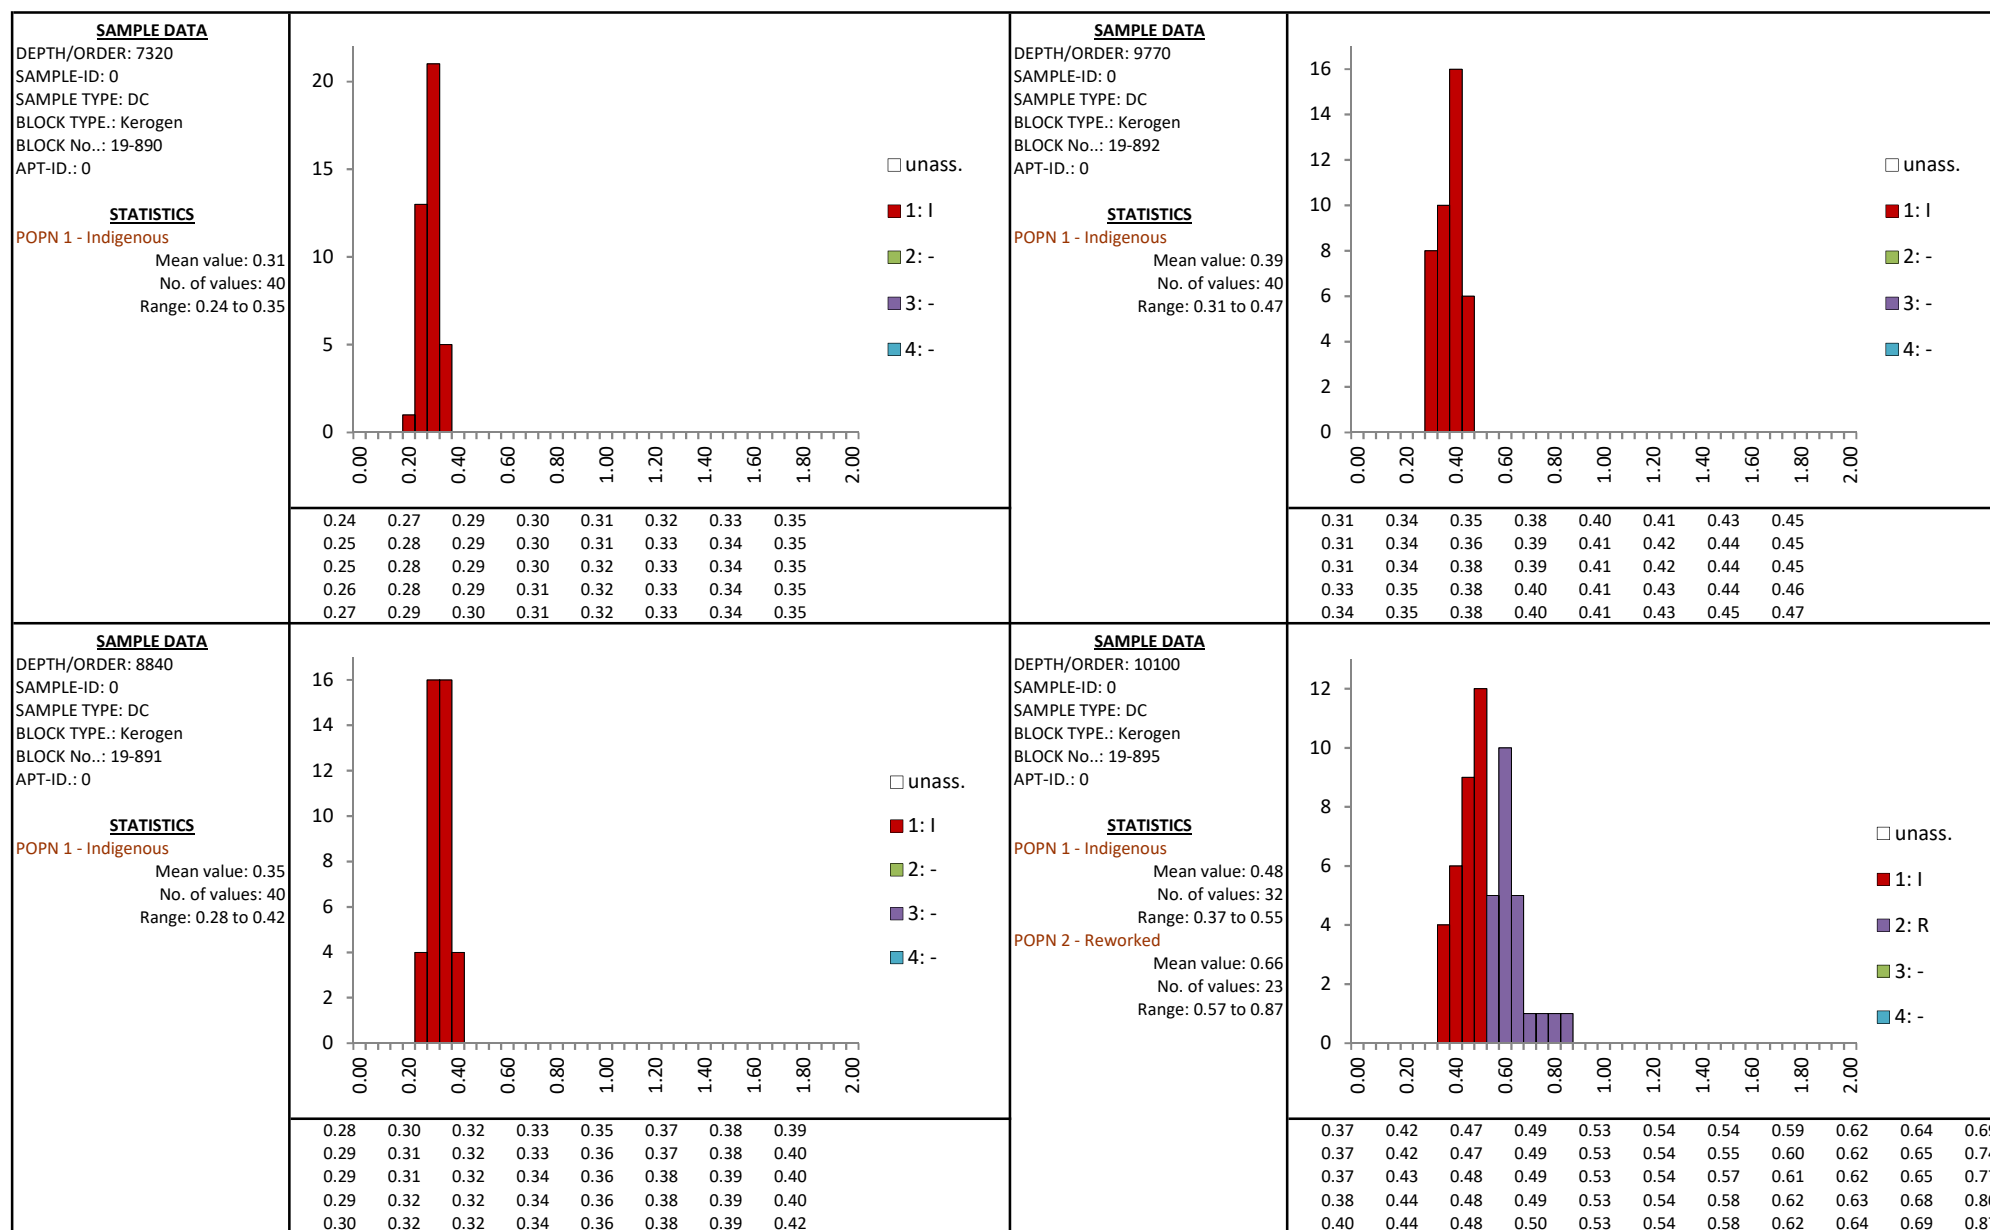 SAMPLE DATA
DEPTH/ORDER: 7320
SAMPLE-ID: 0
SAMPLE TYPE: DC
BLOCK TYPE.: Kerogen
BLOCK No..: 19-890
APT-ID.: 0
STATISTICS
POPN 1 - Indigenous
Mean value: 0.31
No. of values: 40
Range: 0.24 to 0.35
20
15
10
5
0
0.00 0.20 0.40 0.60 0.80 1.00 1.20 1.40 1.60 1.80 2.00
unass.
1: I
2: -
3: -
4: -
0.24 0.27 0.29 0.30 0.31 0.32 0.33 0.35
0.25 0.28 0.29 0.30 0.31 0.33 0.34 0.35
0.25 0.28 0.29 0.30 0.32 0.33 0.34 0.35
0.26 0.28 0.29 0.31 0.32 0.33 0.34 0.35
0.27 0.29 0.30 0.31 0.32 0.33 0.34 0.35
SAMPLE DATA
DEPTH/ORDER: 9770
SAMPLE-ID: 0
SAMPLE TYPE: DC
BLOCK TYPE.: Kerogen
BLOCK No..: 19-892
APT-ID.: 0
STATISTICS
POPN 1 - Indigenous
Mean value: 0.39
No. of values: 40
Range: 0.31 to 0.47
16
14
12
10
8
6
4
2
0
0.00 0.20 0.40 0.60 0.80 1.00 1.20 1.40 1.60 1.80 2.00
unass.
1: I
2: -
3: -
4: -
0.31 0.34 0.35 0.38 0.40 0.41 0.43 0.45
0.31 0.34 0.36 0.39 0.41 0.42 0.44 0.45
0.31 0.34 0.38 0.39 0.41 0.42 0.44 0.45
0.33 0.35 0.38 0.40 0.41 0.43 0.44 0.46
0.34 0.35 0.38 0.40 0.41 0.43 0.45 0.47
SAMPLE DATA
DEPTH/ORDER: 8840
SAMPLE-ID: 0
SAMPLE TYPE: DC
BLOCK TYPE.: Kerogen
BLOCK No..: 19-891
APT-ID.: 0
STATISTICS
POPN 1 - Indigenous
Mean value: 0.35
No. of values: 40
Range: 0.28 to 0.42
16
14
12
10
8
6
4
2
0
0.00 0.20 0.40 0.60 0.80 1.00 1.20 1.40 1.60 1.80 2.00
unass.
1: I
2: -
3: -
4: -
0.28 0.30 0.32 0.33 0.35 0.37 0.38 0.39
0.29 0.31 0.32 0.33 0.36 0.37 0.38 0.40
0.29 0.31 0.32 0.34 0.36 0.38 0.39 0.40
0.29 0.32 0.32 0.34 0.36 0.38 0.39 0.40
0.30 0.32 0.32 0.34 0.36 0.38 0.39 0.42
SAMPLE DATA
DEPTH/ORDER: 10100
SAMPLE-ID: 0
SAMPLE TYPE: DC
BLOCK TYPE.: Kerogen
BLOCK No..: 19-895
APT-ID.: 0
STATISTICS
POPN 1 - Indigenous
Mean value: 0.48
No. of values: 32
Range: 0.37 to 0.55
POPN 2 - Reworked
Mean value: 0.66
No. of values: 23
Range: 0.57 to 0.87
12
10
8
6
4
2
0
0.00 0.20 0.40 0.60 0.80 1.00 1.20 1.40 1.60 1.80 2.00
unass.
1: I
2: R
3: -
4: -
0.37 0.42 0.47 0.49 0.53 0.54 0.54 0.59 0.62 0.64
0.37 0.42 0.47 0.49 0.53 0.54 0.55 0.60 0.62 0.65
0.37 0.43 0.48 0.49 0.53 0.54 0.57 0.61 0.62 0.65
0.38 0.44 0.48 0.49 0.53 0.54 0.58 0.62 0.63 0.68
0.40 0.44 0.48 0.50 0.53 0.54 0.58 0.62 0.64 0.69